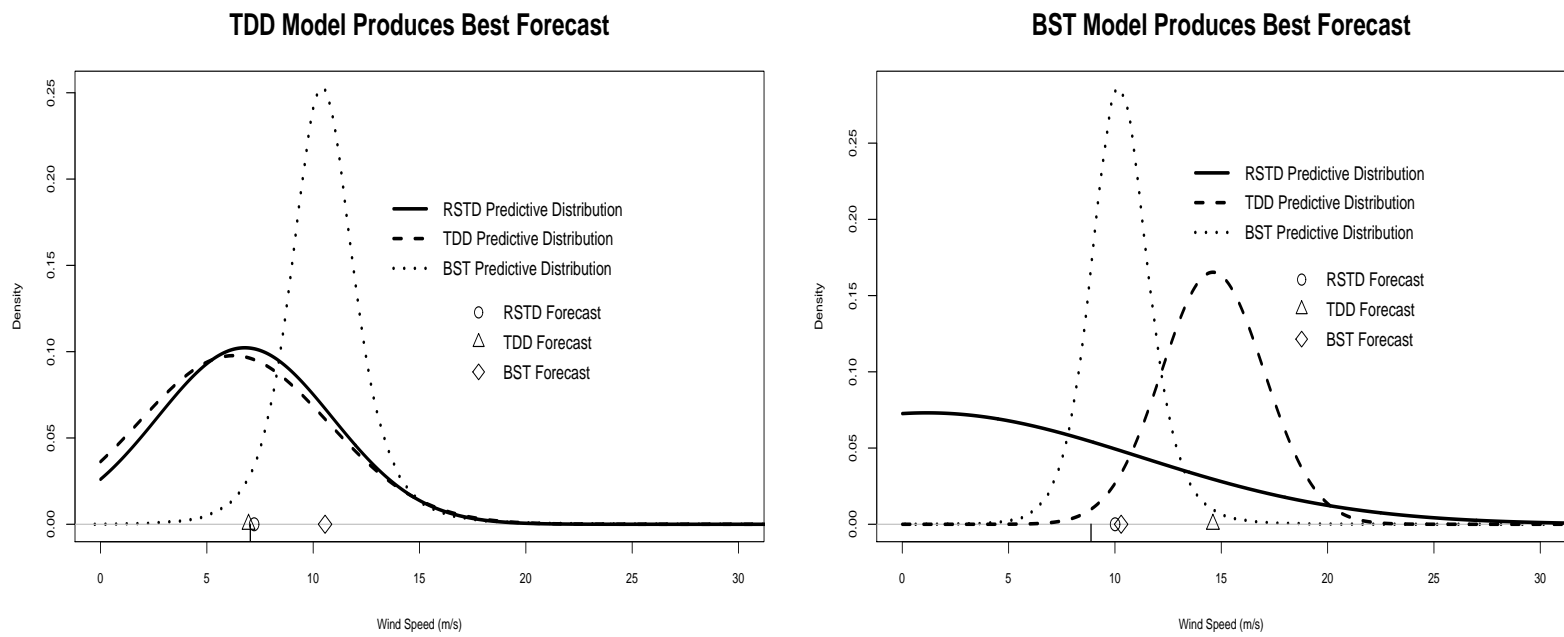 TDD Model Produces Best Forecast
Density
0.00
0.05
0.10
0.15
0.20
0.25
RSTD Predictive Distribution
TDD Predictive Distribution
BST Predictive Distribution
RSTD Forecast
TDD Forecast
BST Forecast
0 5 10 15 20 25 30
Wind Speed (m/s)
BST Model Produces Best Forecast
Density
0.00
0.05
0.10
0.15
0.20
0.25
RSTD Predictive Distribution
TDD Predictive Distribution
BST Predictive Distribution
RSTD Forecast
TDD Forecast
BST Forecast
0 5 10 15 20 25 30
Wind Speed (m/s)